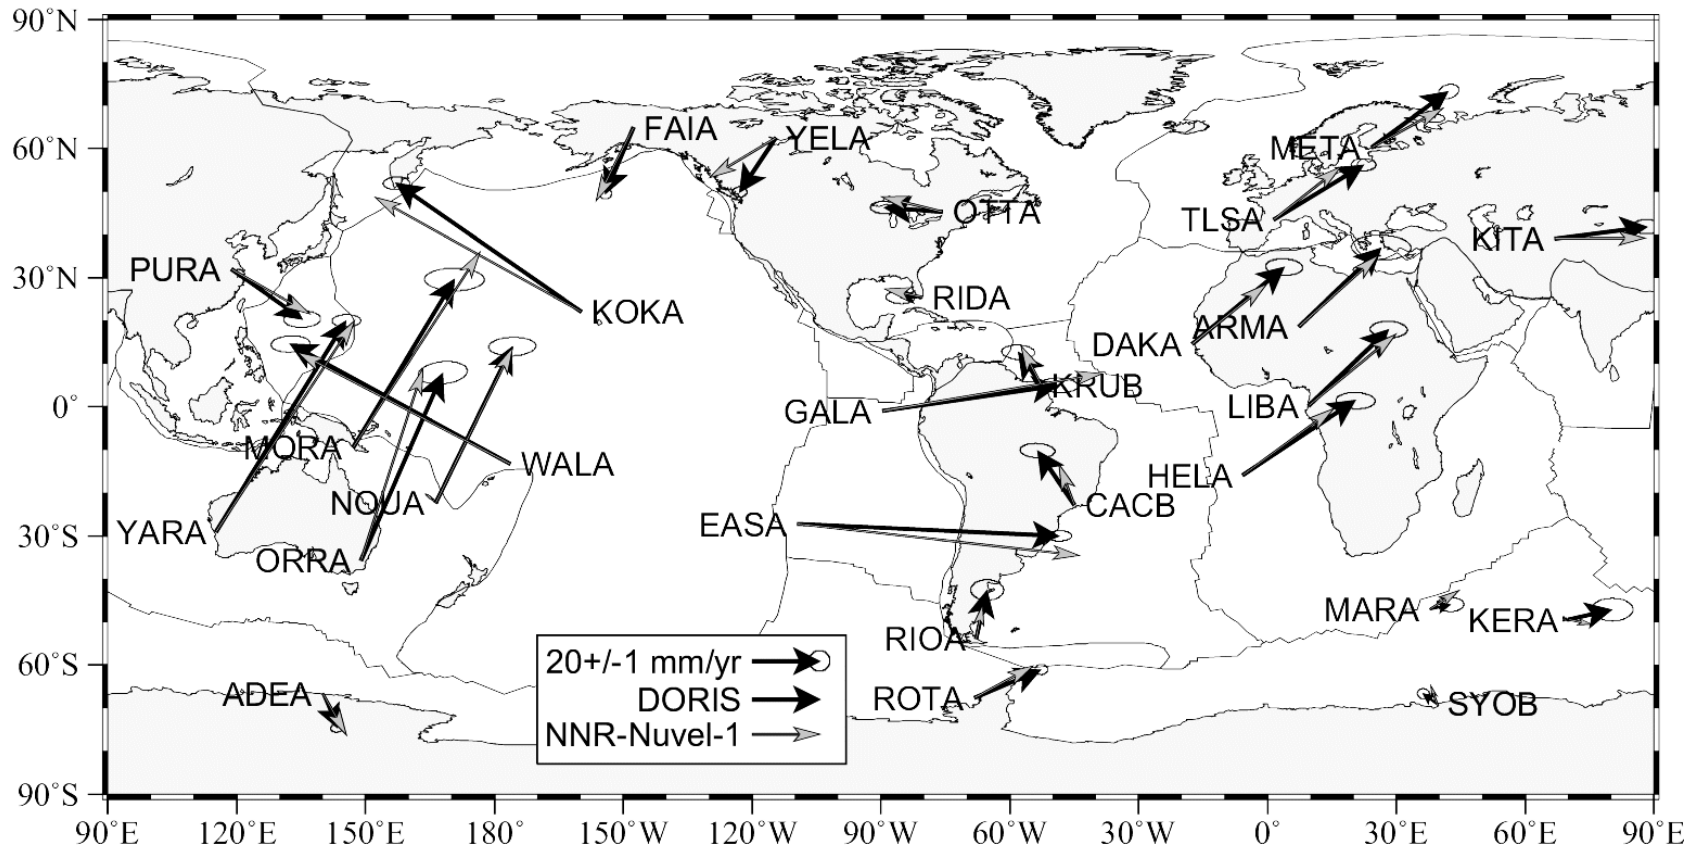 90°N
60°N
30°N
0°
30°S
60°S
90°S
FAIA
YELA
META
OTTA
TLSA
KITA
PURA
KOKA
RIDA
DAKA
ARMA
KRUB
GALA
LIBA
MORA
WALA
HELA
NOUA
CACB
YARA
EASA
ORRA
MARA
KERA
RIOA
ADEA
ROTA
SYOB
20+/-1 mm/yr
DORIS
NNR-Nuvel-1
90°E 120°E 150°E 180° 150°W 120°W 90°W 60°W 30°W 0° 30°E 60°E 90°E